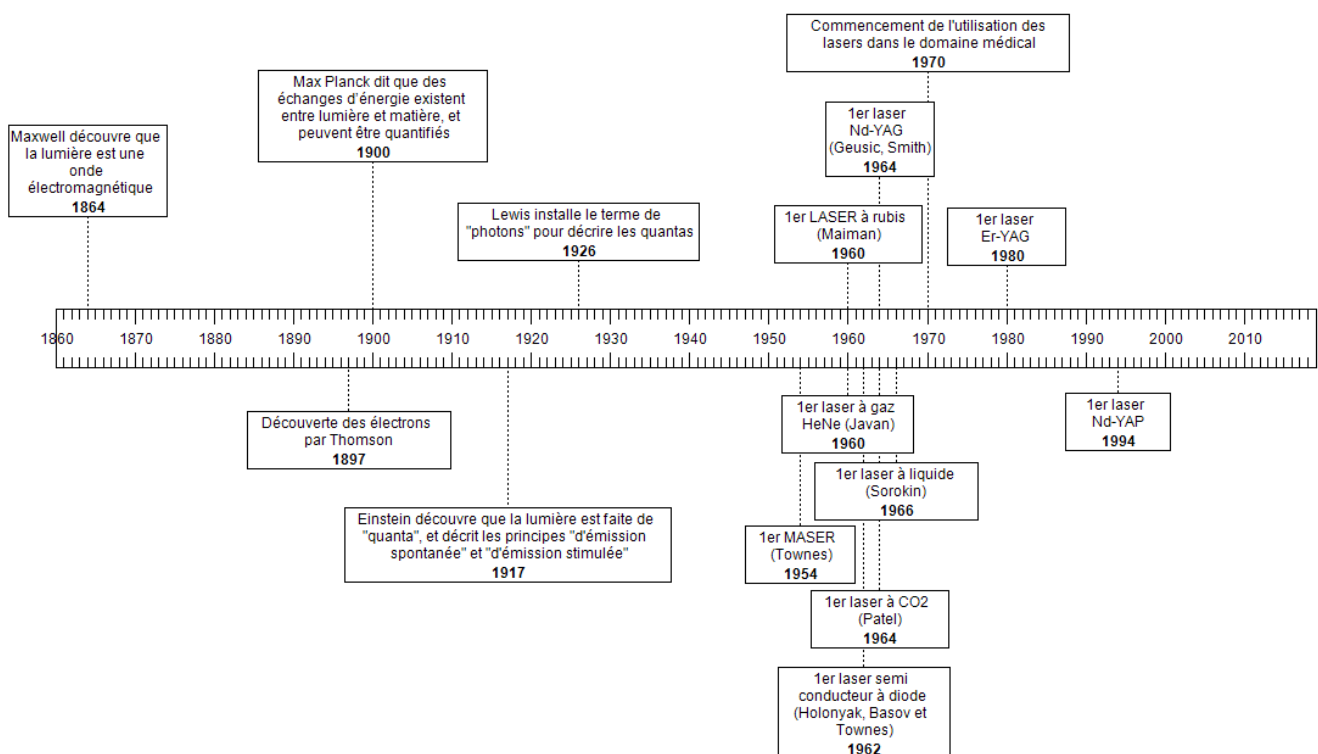 Commencement de l'utilisation des
lasers dans le domaine médical
1970
Max Planck dit que des
échanges d'énergie existent
entre lumière et matière, et
peuvent être quantifiés
1900
1er laser
Nd-YAG
(Geusic, Smith)
1964
Maxwell découvre que
la lumière est une
onde
électromagnétique
1864
Lewis installe le terme de
"photons" pour décrire les quantas
1926
1er LASER à rubis
(Maiman)
1960
1er laser
Er-YAG
1980
1860 1870 1880 1890 1900 1910 1920 1930 1940 1950 1960 1970 1980 1990 2000 2010
Découverte des électrons
par Thomson
1897
1er laser à gaz
HeNe (Javan)
1960
1er laser
Nd-YAP
1994
1er laser à liquide
(Sorokin)
1966
Einstein découvre que la lumière est faite de
"quanta", et décrit les principes "d'émission
spontanée" et "d'émission stimulée"
1917
1er MASER
(Townes)
1954
1er laser à CO2
(Patel)
1964
1er laser semi
conducteur à diode
(Holonyak, Basov et
Townes)
1962